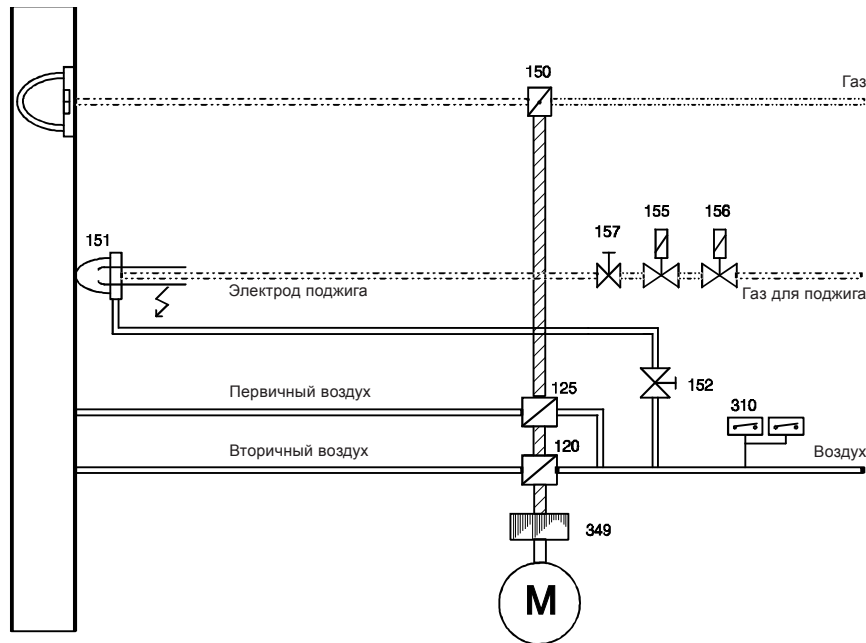 150
Газ
151
157
155
156
Электрод поджига
Газ для поджига
Первичный воздух
125
152
310
Вторичный воздух
120
Воздух
349
M